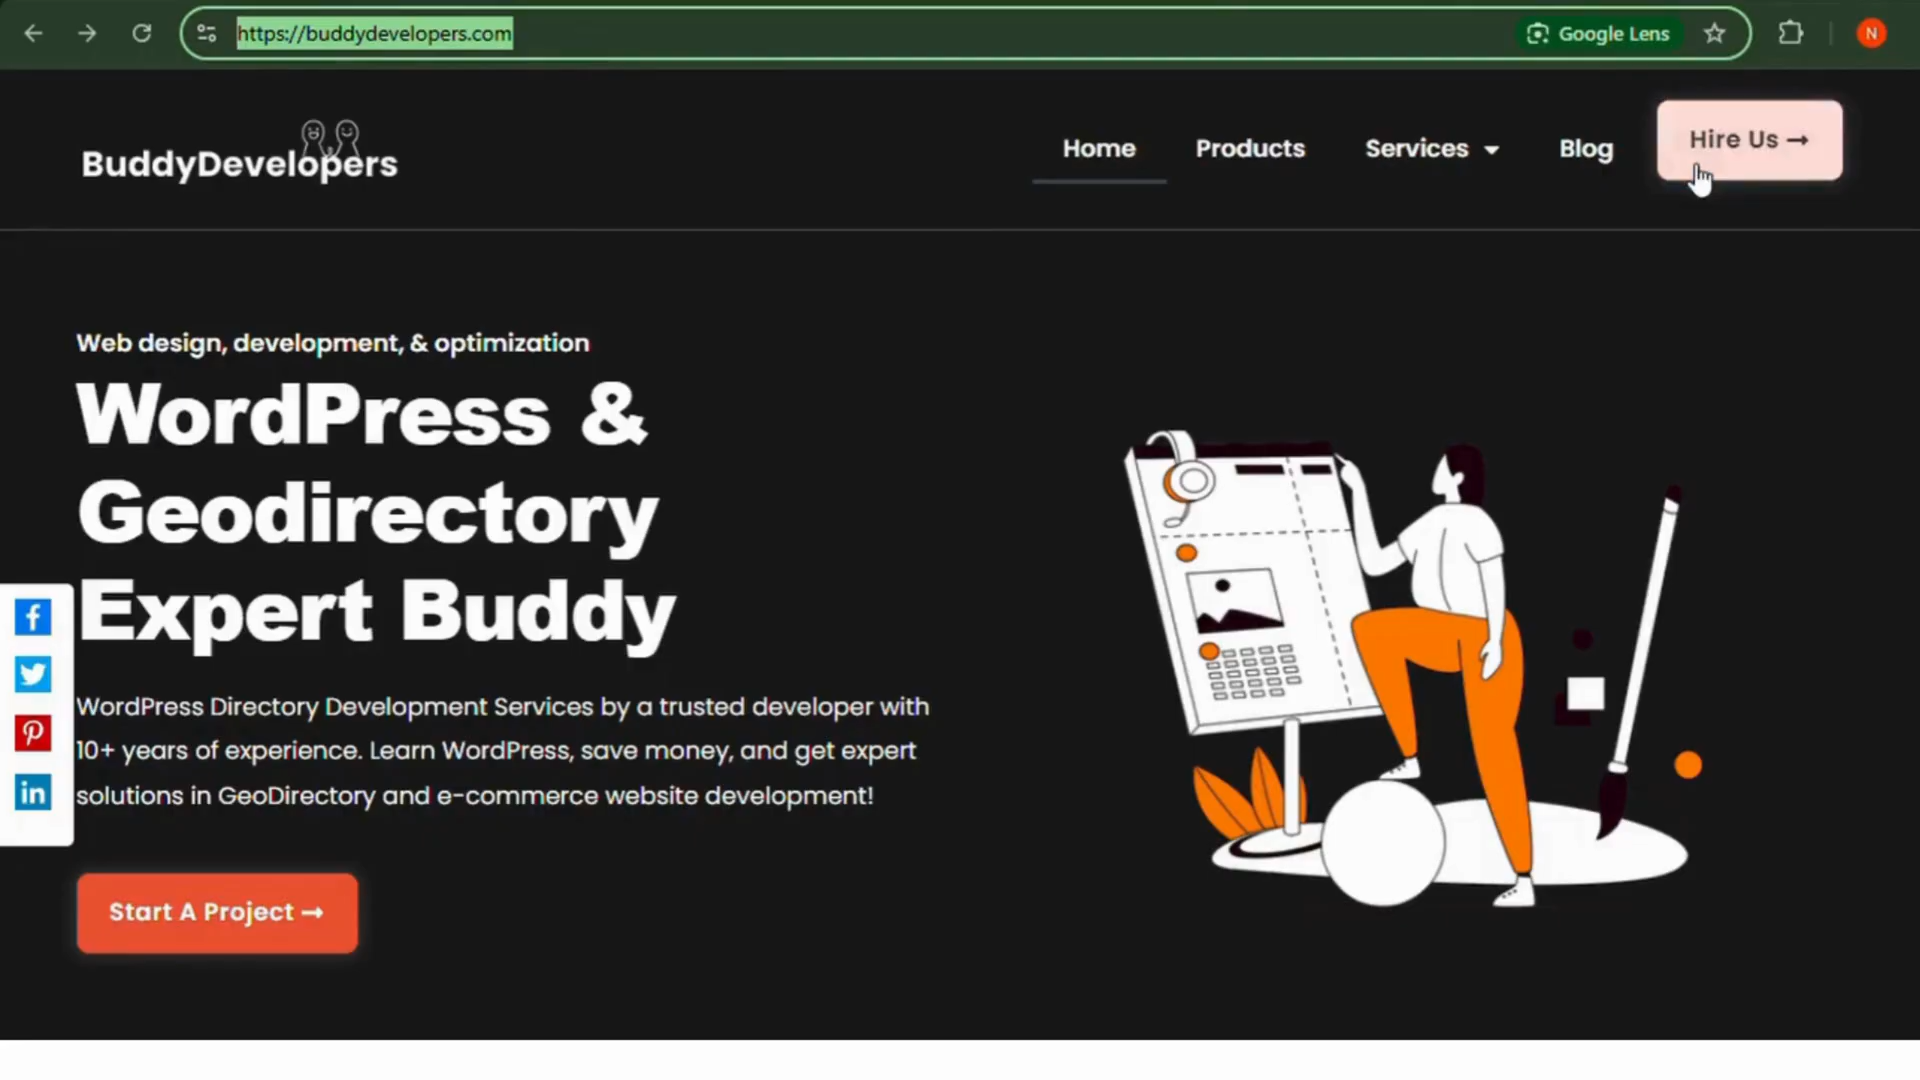 https://buddydevelopers.com
Google Lens
N
BuddyDevelopers
Home
Products
Services
Blog
Hire Us →
Web design, development, & optimization
WordPress &
Geodirectory
Expert Buddy
WordPress Directory Development Services by a trusted developer with
10+ years of experience. Learn WordPress, save money, and get expert
solutions in GeoDirectory and e-commerce website development!
Start A Project →